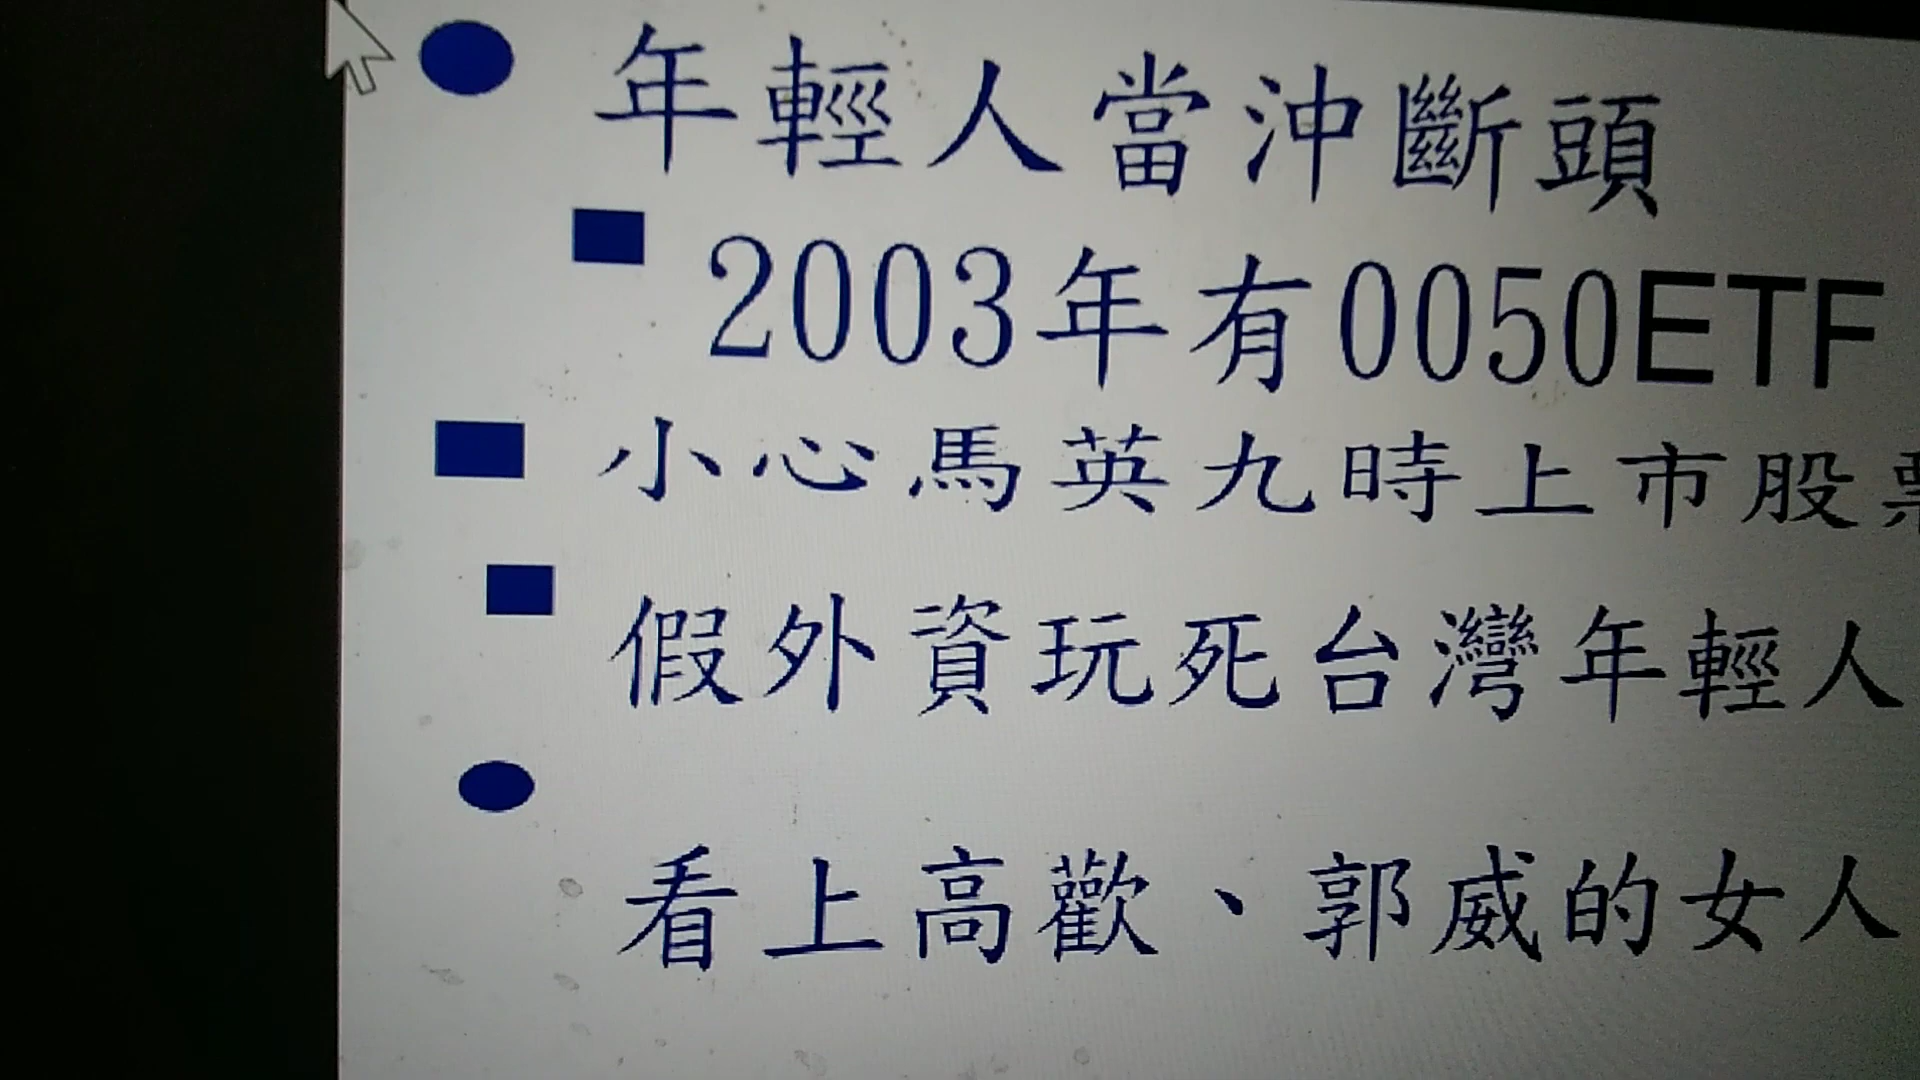 年輕人當沖斷頭
2003年有0050ETF
小心馬英九時上市股票
假外資玩死台灣年輕人
看上高歡、郭威的女人